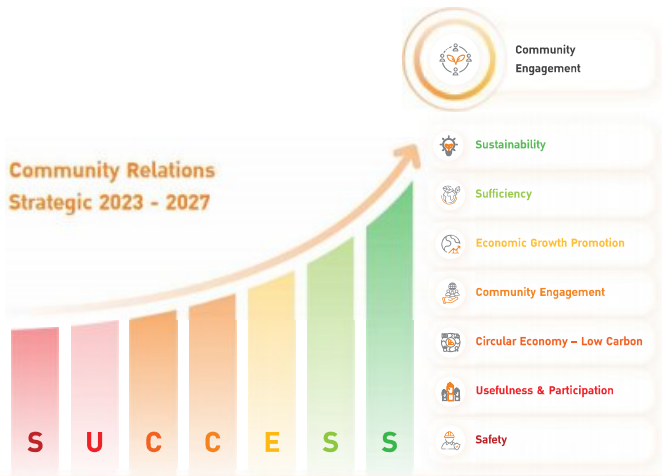 Community
Engagement
Community Relations
Strategic 2023 - 2027
Sustainability
Sufficiency
Economic Growth Promotion
Community Engagement
Circular Economy – Low Carbon
Usefulness & Participation
Safety
S U C C E S S